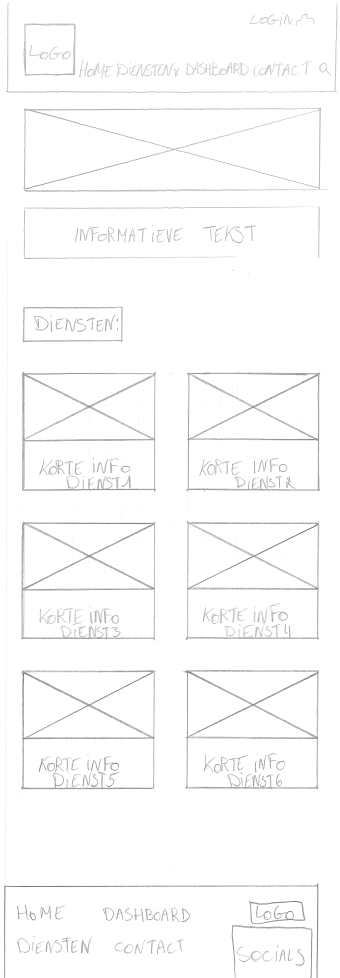 LOGIN
LOGO
HOME DIENSTEN DASHBOARD CONTACT
INFORMATIEVE TEKST
DIENSTEN:
KORTE INFO
DIENST1
KORTE INFO
DIENST2
KORTE INFO
DIENST3
KORTE INFO
DIENST4
KORTE INFO
DIENST5
KORTE INFO
DIENST6
HOME DASHBOARD LOGO
DIENSTEN CONTACT SOCIALS